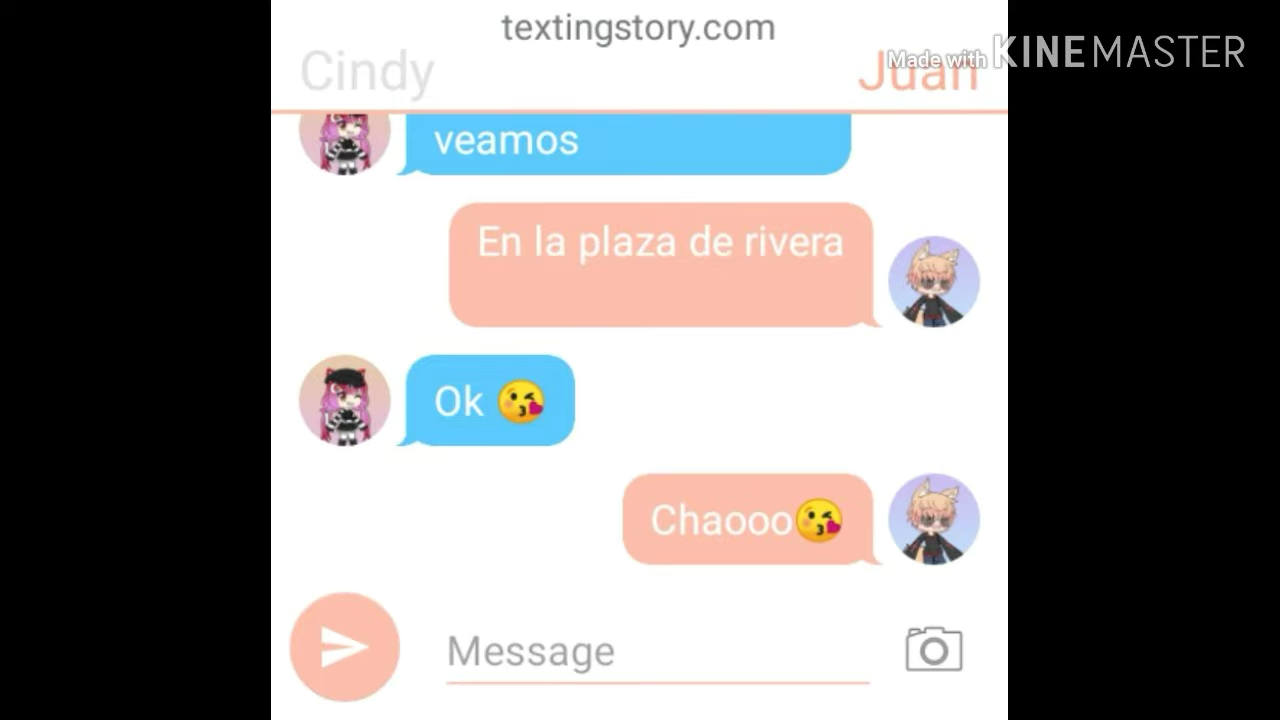 textingstory.com
Made with KINEMASTER
Cindy
Juan
veamos
En la plaza de rivera
Ok 😘
Chaooo😘
Message